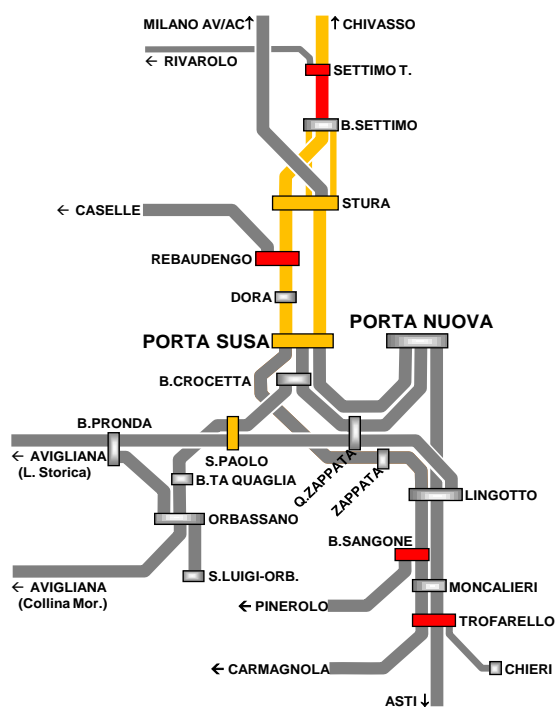 MILANO AV/AC↑
↑ CHIVASSO
← RIVAROLO
SETTIMO T.
B.SETTIMO
← CASELLE
STURA
REBAUDENGO
DORA
PORTA NUOVA
PORTA SUSA
B.CROCETTA
B.PRONDA
← AVIGLIANA
(L. Storica)
S.PAOLO
B.TA QUAGLIA
Q.ZAPPATA
ZAPPATA
LINGOTTO
ORBASSANO
B.SANGONE
← AVIGLIANA
(Collina Mor.)
S.LUIGI-ORB.
MONCALIERI
← PINEROLO
TROFARELLO
← CARMAGNOLA
CHIERI
ASTI ↓